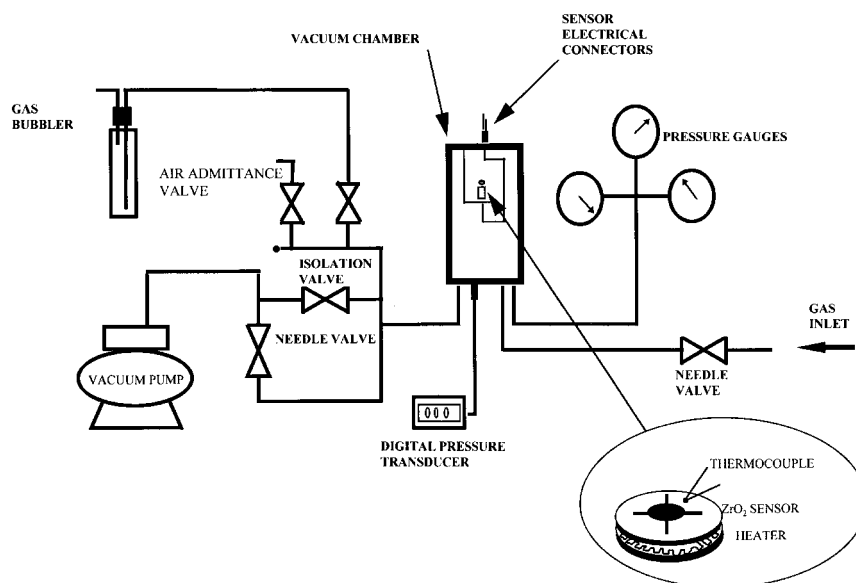 SENSOR
ELECTRICAL
CONNECTORS
VACUUM CHAMBER
GAS
BUBBLER
PRESSURE GAUGES
AIR ADMITTANCE
VALVE
ISOLATION
VALVE
NEEDLE VALVE
GAS
INLET
VACUUM PUMP
NEEDLE
VALVE
000
DIGITAL PRESSURE
TRANSDUCER
THERMOCOUPLE
ZrO₂ SENSOR
HEATER